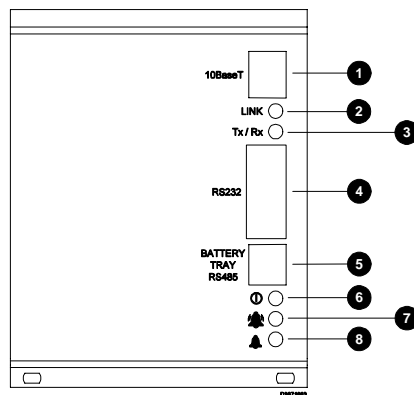 10BaseT
1
LINK
2
Tx / Rx
3
RS232
4
BATTERY
TRAY
RS485
5
6
7
8